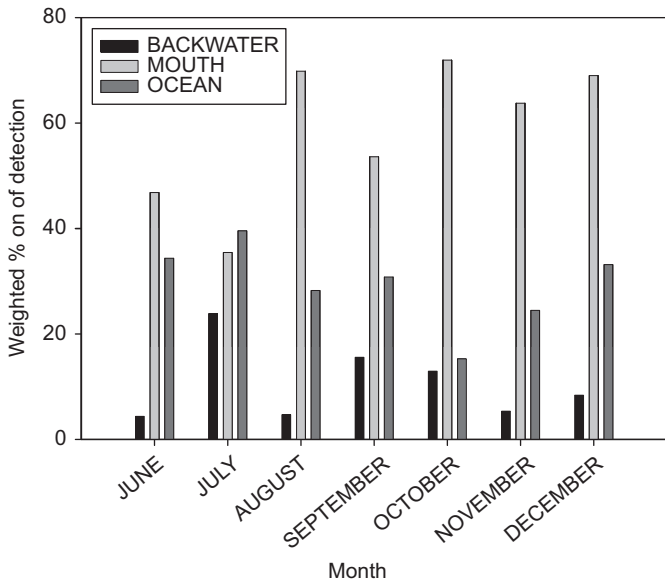 80
60
40
20
0
Weighted % on of detection
BACKWATER
MOUTH
OCEAN
JUNE
JULY
AUGUST
SEPTEMBER
OCTOBER
NOVEMBER
DECEMBER
Month